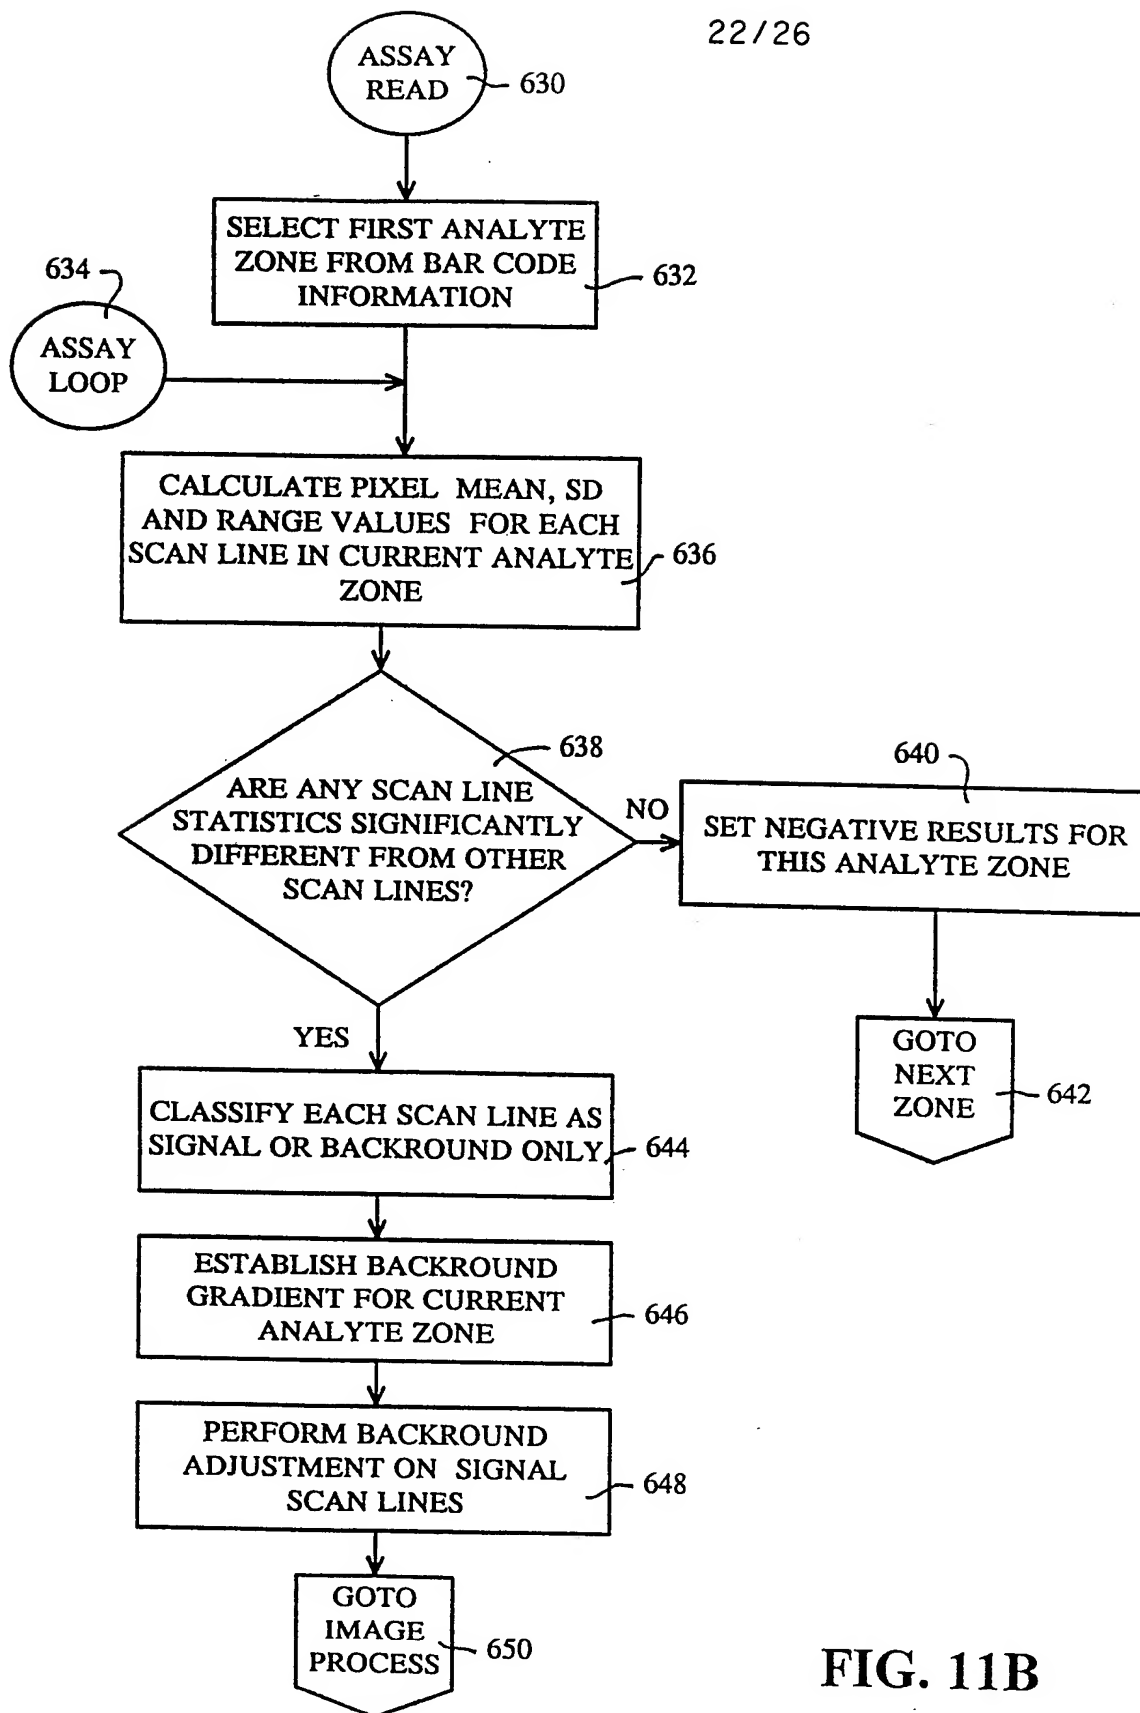 22/26
ASSAY
READ
630
SELECT FIRST ANALYTE
ZONE FROM BAR CODE
INFORMATION
632
634
ASSAY
LOOP
CALCULATE PIXEL MEAN, SD
AND RANGE VALUES FOR EACH
SCAN LINE IN CURRENT ANALYTE
ZONE
636
638
ARE ANY SCAN LINE
STATISTICS SIGNIFICANTLY
DIFFERENT FROM OTHER
SCAN LINES?
NO
640
SET NEGATIVE RESULTS FOR
THIS ANALYTE ZONE
GOTO
NEXT
ZONE
642
YES
CLASSIFY EACH SCAN LINE AS
SIGNAL OR BACKROUND ONLY
644
ESTABLISH BACKROUND
GRADIENT FOR CURRENT
ANALYTE ZONE
646
PERFORM BACKROUND
ADJUSTMENT ON SIGNAL
SCAN LINES
648
GOTO
IMAGE
PROCESS
650
FIG. 11B